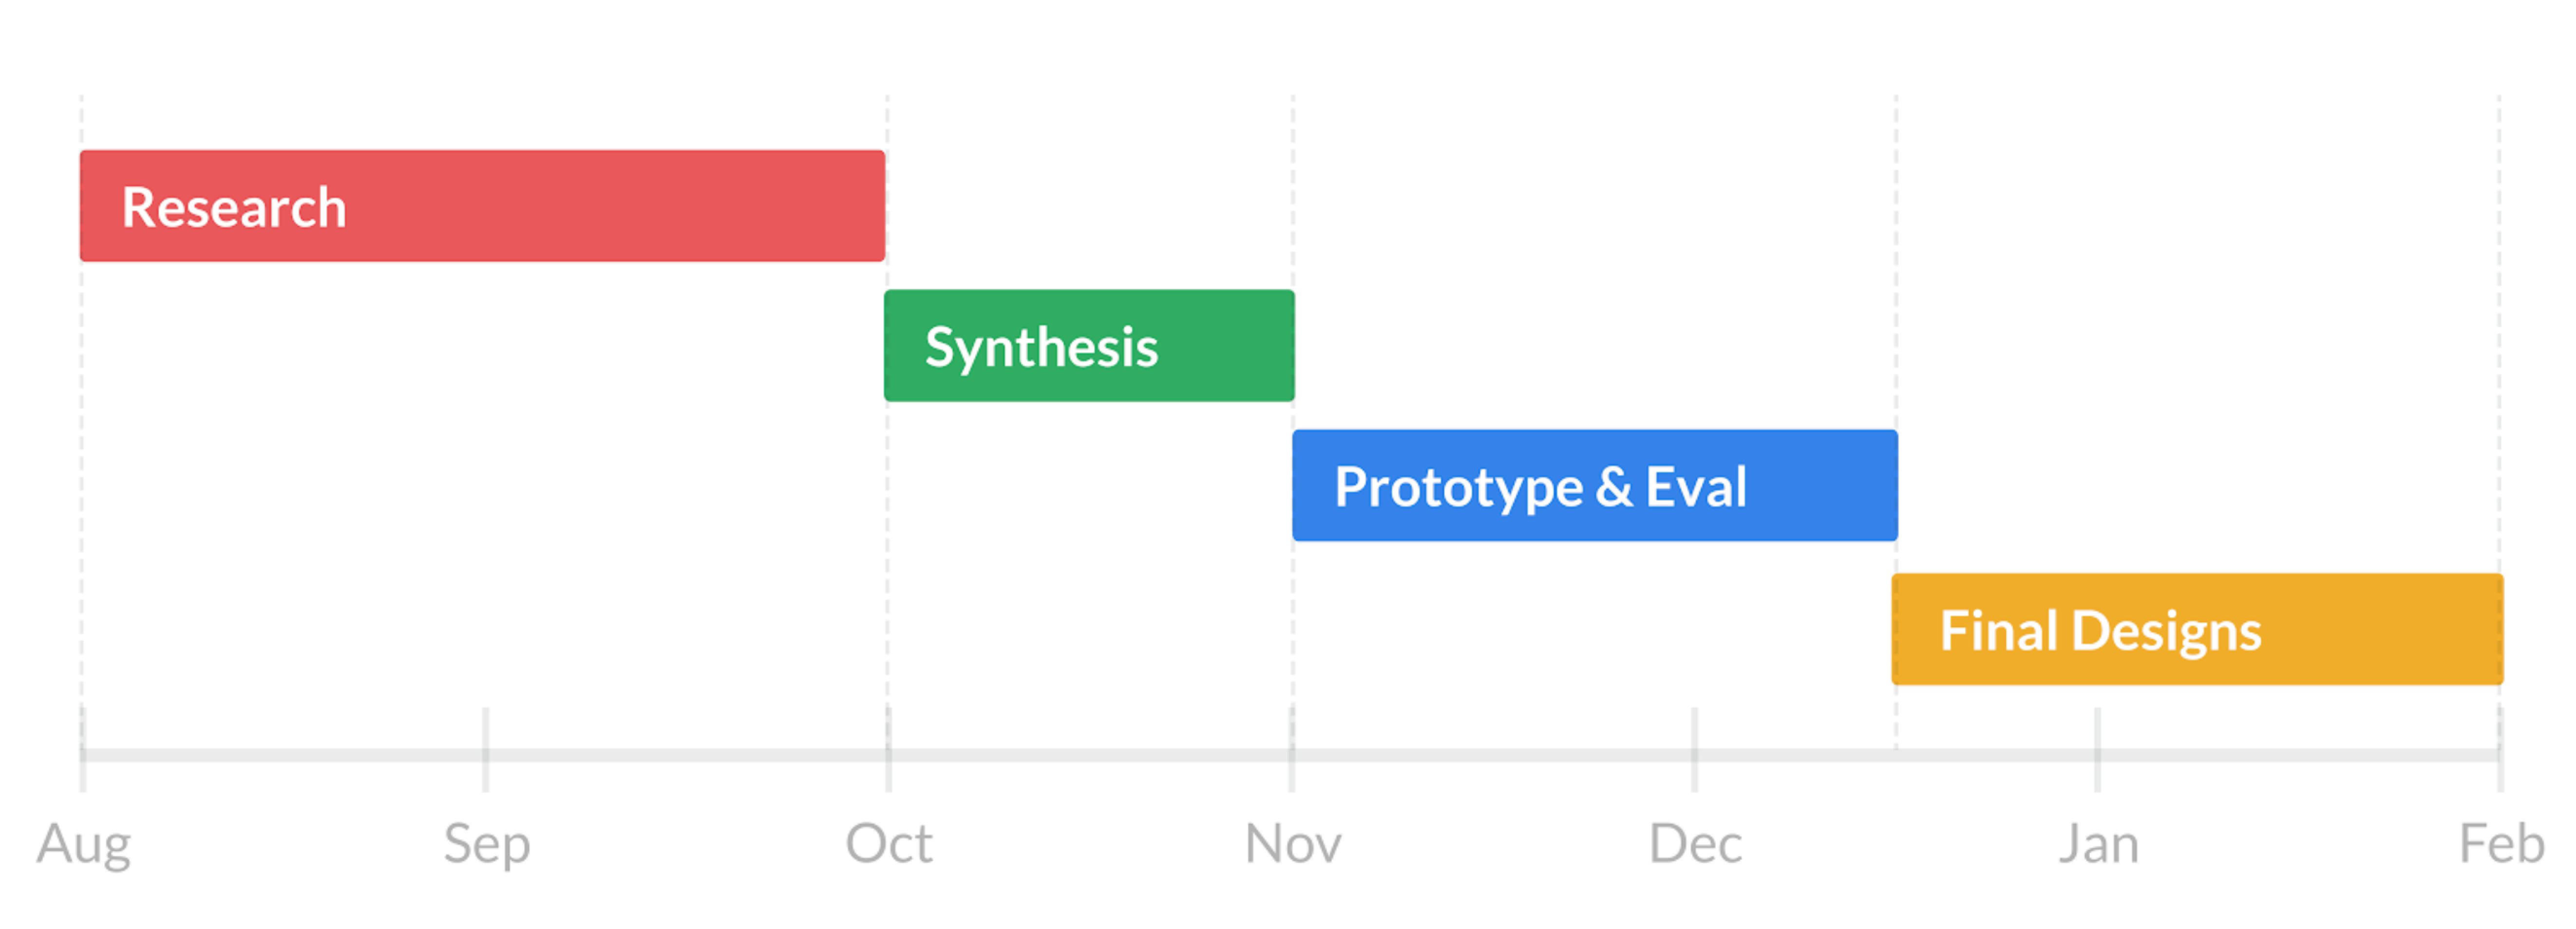 Research
Synthesis
Prototype & Eval
Final Designs
Aug Sep Oct Nov Dec Jan Feb